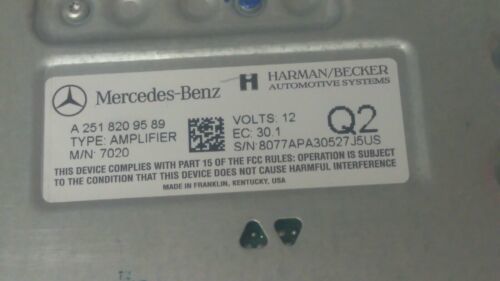 Mercedes-Benz
HARMAN/BECKER
AUTOMOTIVE SYSTEMS
A 251 820 95 89
TYPE: AMPLIFIER
M/N: 7020
VOLTS: 12
EC: 30.1
S/N:8077APA30527J5US
Q2
THIS DEVICE COMPLIES WITH PART 15 OF THE FCC RULES: OPERATION IS SUBJECT
TO THE CONDITION THAT THIS DEVICE DOES NOT CAUSE HARMFUL INTERFERENCE
MADE IN FRANKLIN, KENTUCKY, USA